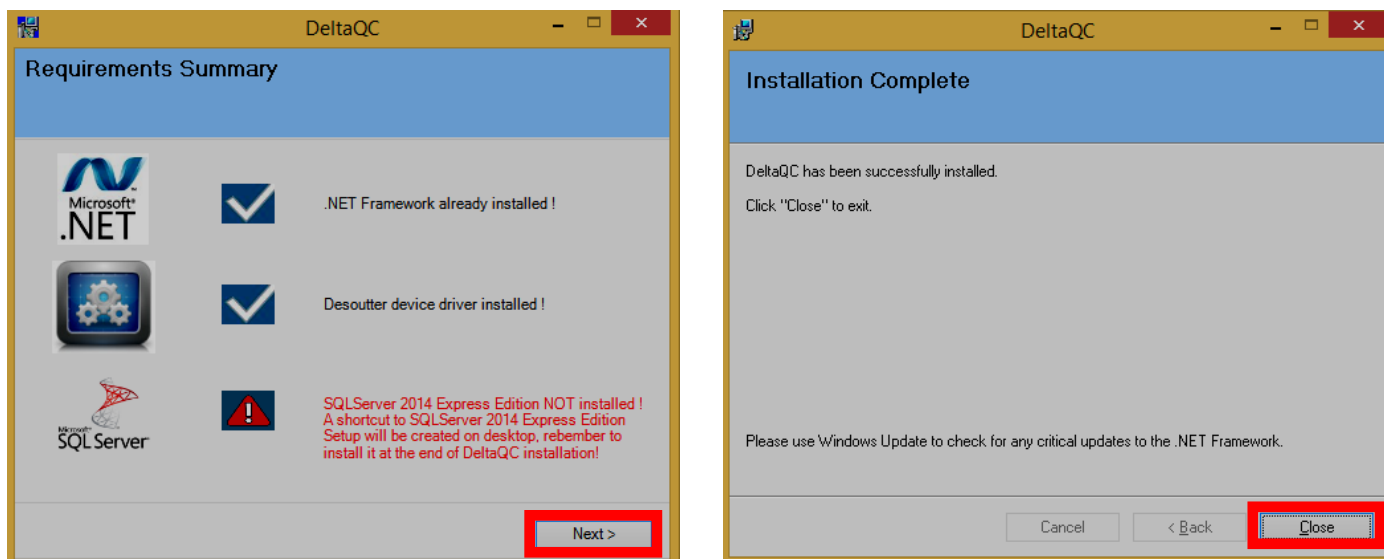 DeltaQC
Requirements Summary
Microsoft®
.NET
.NET Framework already installed !
Desoutter device driver installed !
Microsoft®
SQL Server
SQLServer 2014 Express Edition NOT installed !
A shortcut to SQLServer 2014 Express Edition
Setup will be created on desktop, rebember to
install it at the end of DeltaQC installation!
Next >
DeltaQC
Installation Complete
DeltaQC has been successfully installed.
Click "Close" to exit.
Please use Windows Update to check for any critical updates to the .NET Framework.
Cancel
< Back
Close